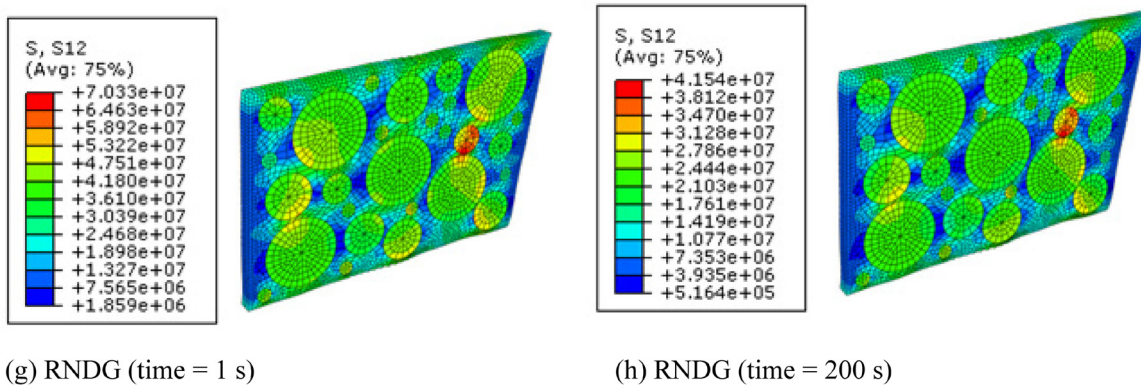 S, S12
(Avg: 75%)
+7.033e+07
+6.463e+07
+5.892e+07
+5.322e+07
+4.751e+07
+4.180e+07
+3.610e+07
+3.039e+07
+2.468e+07
+1.898e+07
+1.327e+07
+7.565e+06
+1.859e+06
S, S12
(Avg: 75%)
+4.154e+07
+3.812e+07
+3.470e+07
+3.128e+07
+2.786e+07
+2.444e+07
+2.103e+07
+1.761e+07
+1.419e+07
+1.077e+07
+7.353e+06
+3.935e+06
+5.164e+05
(g) RNDG (time = 1 s)
(h) RNDG (time = 200 s)